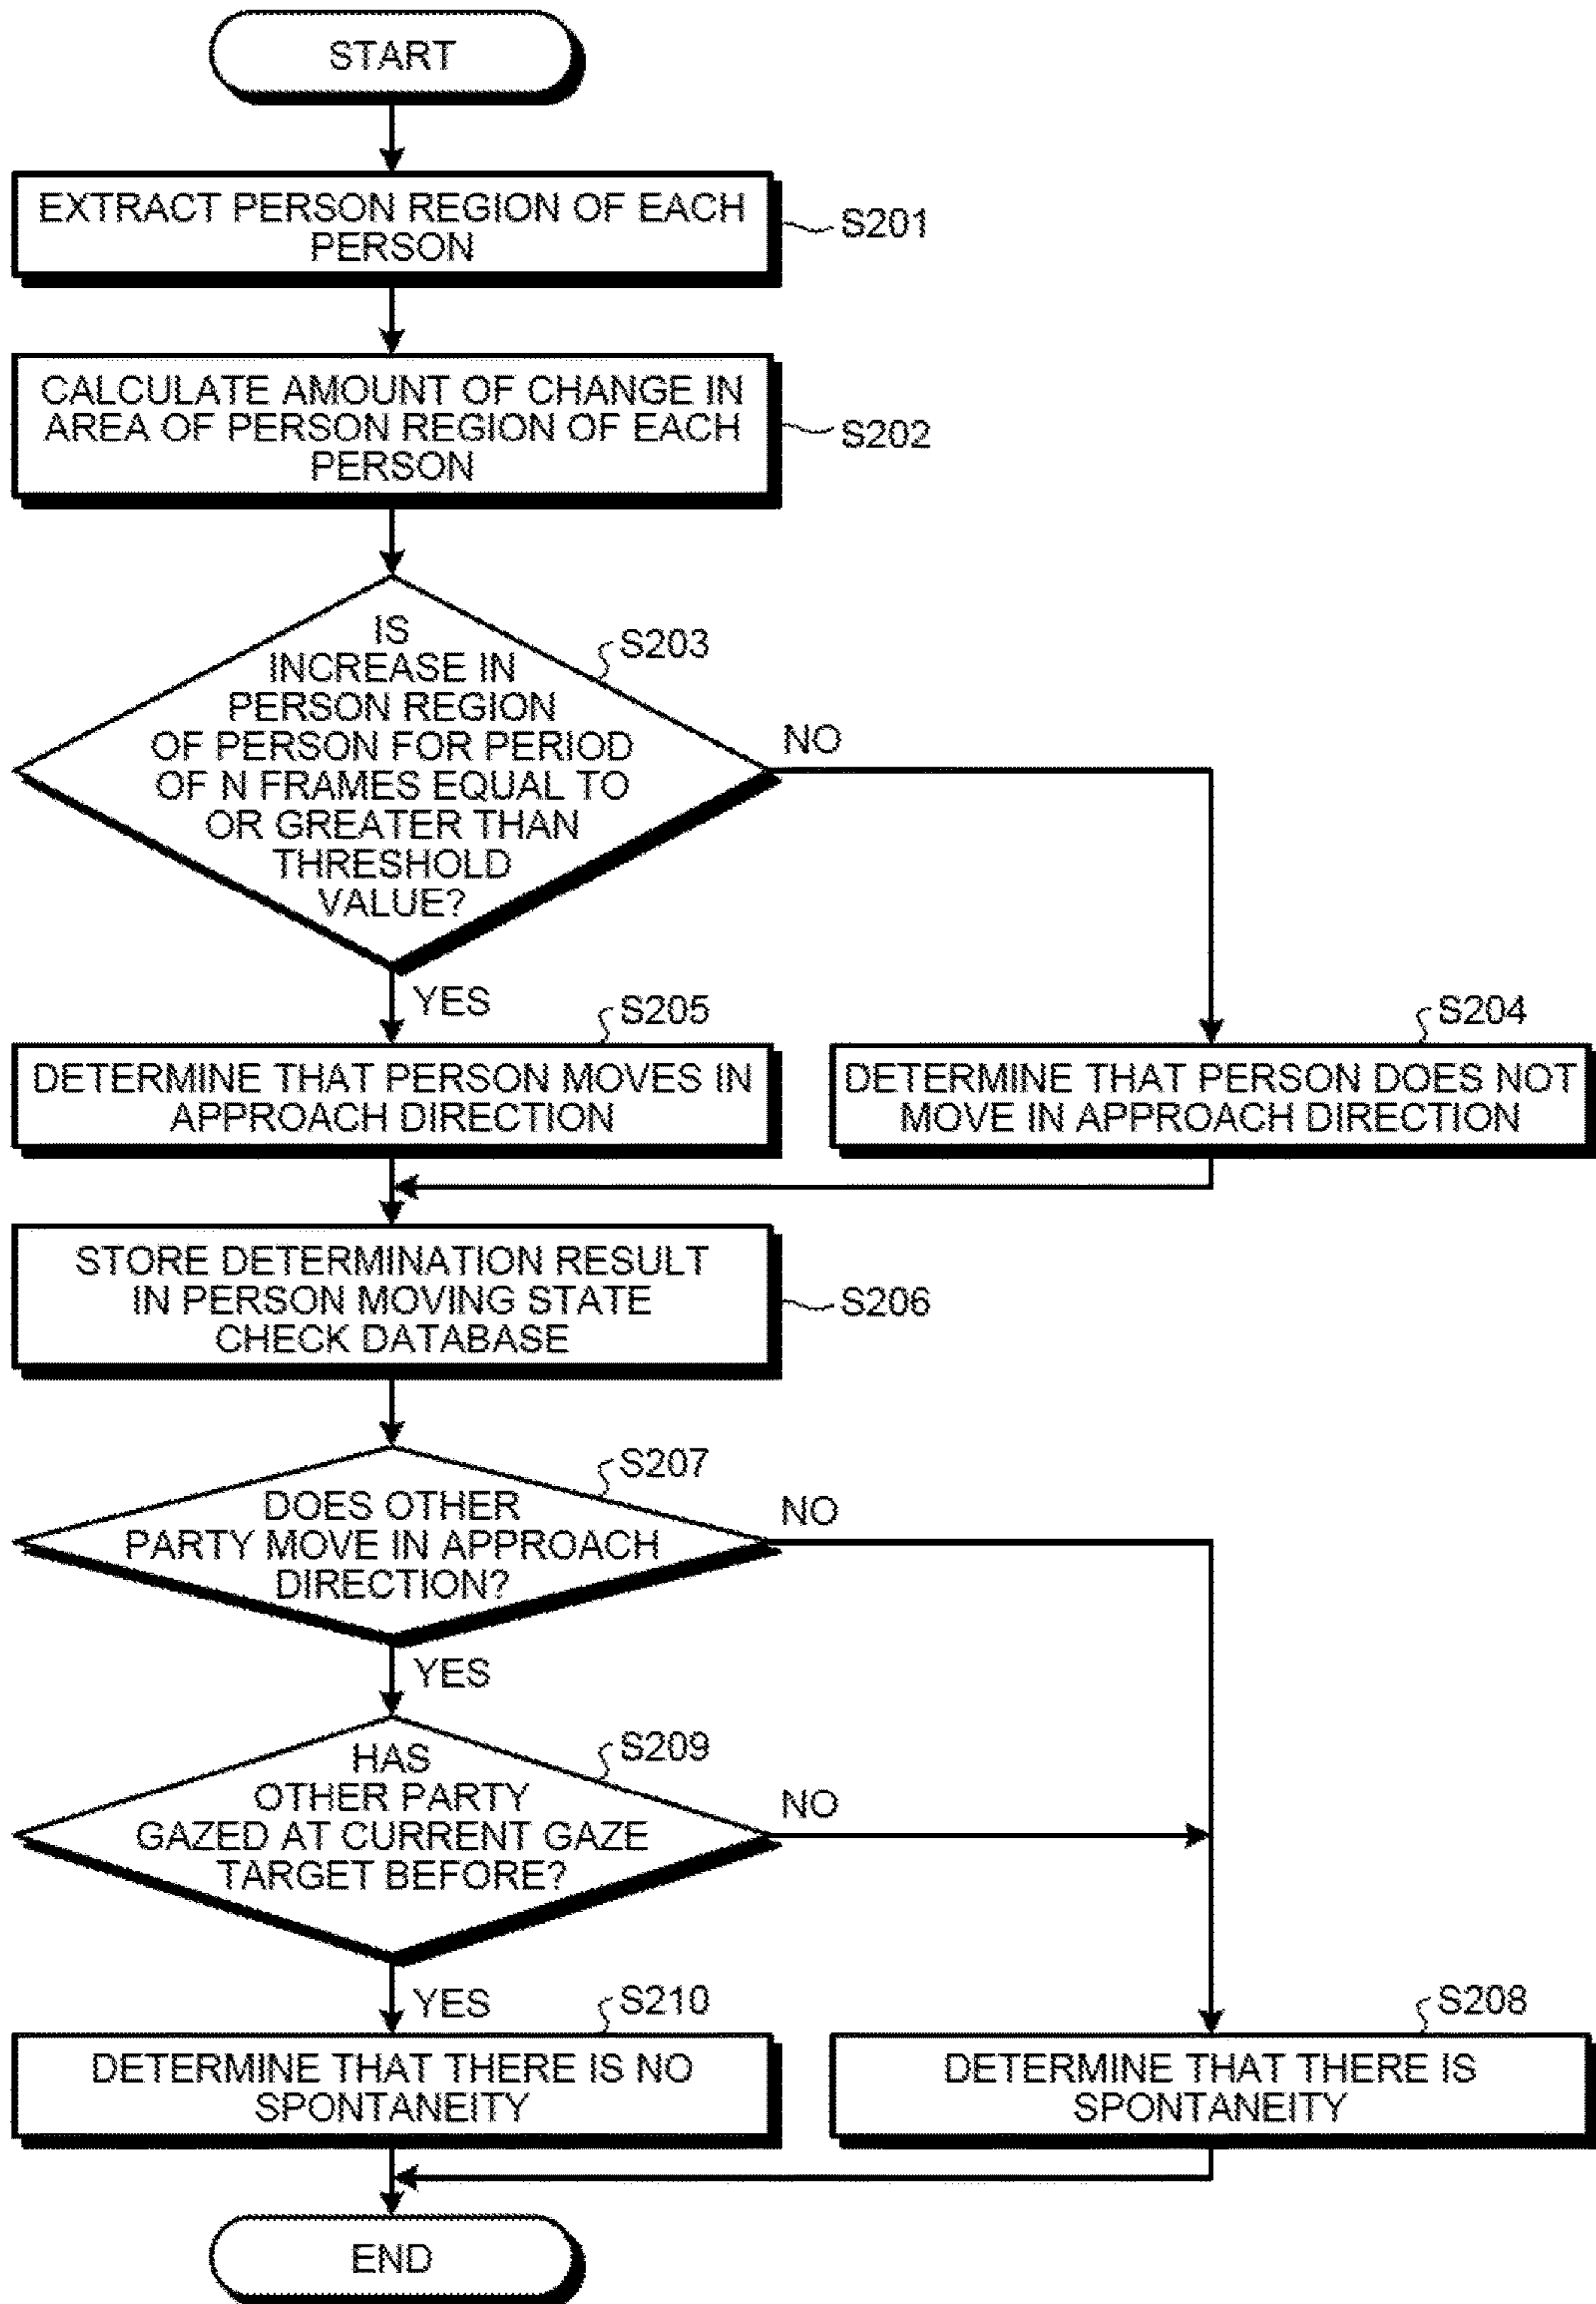 START
EXTRACT PERSON REGION OF EACH
PERSON
S201
CALCULATE AMOUNT OF CHANGE IN
AREA OF PERSON REGION OF EACH
PERSON
S202
IS
INCREASE IN
PERSON REGION
OF PERSON FOR PERIOD
OF N FRAMES EQUAL TO
OR GREATER THAN
THRESHOLD
VALUE?
S203
NO
YES
S205
DETERMINE THAT PERSON MOVES IN
APPROACH DIRECTION
S204
DETERMINE THAT PERSON DOES NOT
MOVE IN APPROACH DIRECTION
STORE DETERMINATION RESULT
IN PERSON MOVING STATE
CHECK DATABASE
S206
DOES OTHER
PARTY MOVE IN APPROACH
DIRECTION?
S207
NO
YES
HAS
OTHER PARTY
GAZED AT CURRENT GAZE
TARGET BEFORE?
S209
NO
YES
S210
DETERMINE THAT THERE IS NO
SPONTANEITY
S208
DETERMINE THAT THERE IS
SPONTANEITY
END